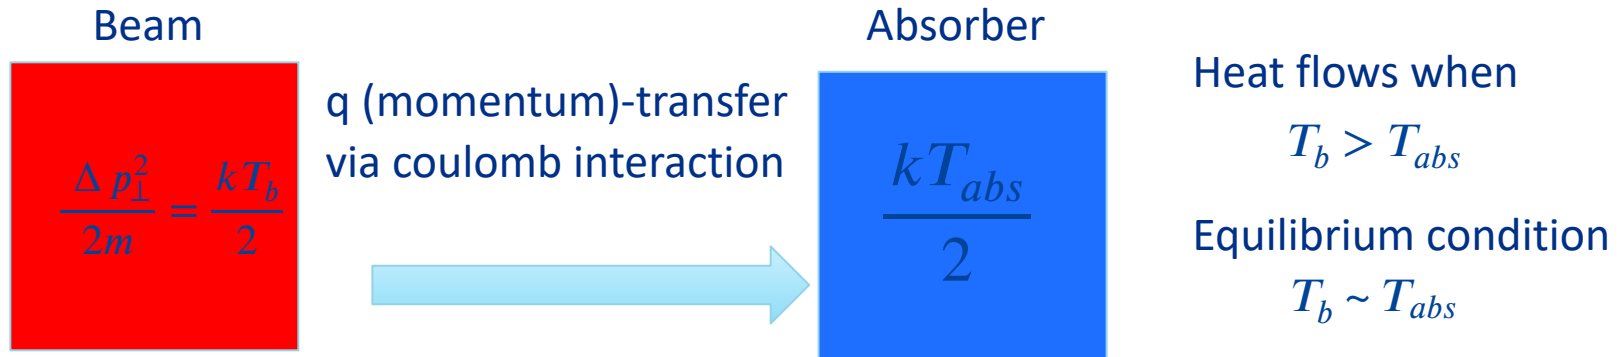 Beam
Δ p⊥² / 2m = kT_b / 2
q (momentum)-transfer
via coulomb interaction
Absorber
kT_abs / 2
Heat flows when
T_b > T_abs
Equilibrium condition
T_b ~ T_abs